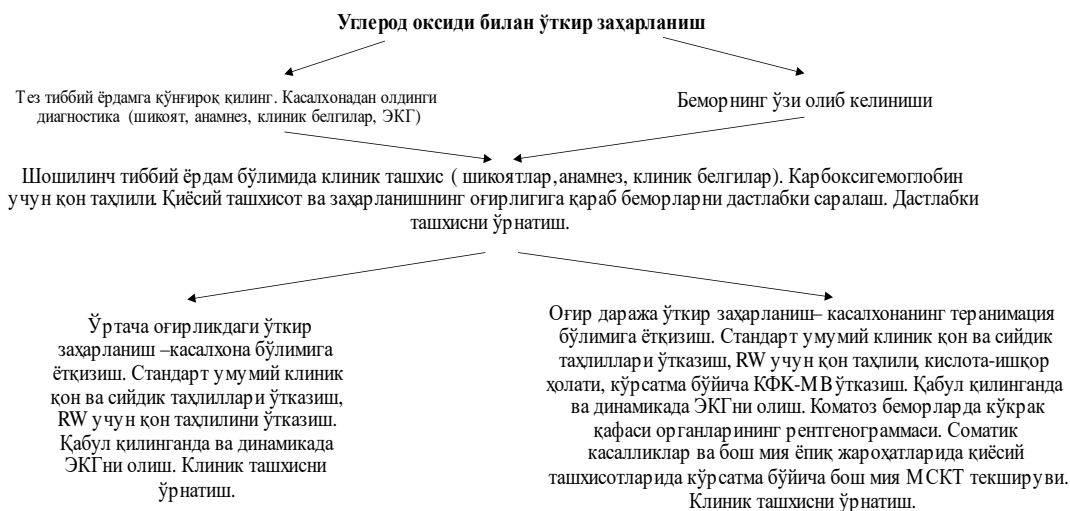 Углерод оксиди билан ўткир заҳарланиш
Тез тиббий ёрдамга қўнғироқ қилинг. Касалхонадан олдинги
диагностика (шикоят, анамнез, клиник белгилар, ЭКГ)
Беморнинг ўзи олиб келиниши
Шошилинч тиббий ёрдам бўлимида клиник ташхис ( шикоятлар,анамнез, клиник белгилар). Карбоксигемоглобин
учун қон таҳлили. Қиёсий ташхисот ва заҳарланишнинг оғирлигига қараб беморларни дастлабки саралаш. Дастлабки
ташхисни ўрнатиш.
Ўртача оғирликдаги ўткир
заҳарланиш –касалхона бўлимига
ётқизиш. Стандарт умумий клиник
қон ва сийдик таҳлиллари ўтказиш,
RW учун қон таҳлилини ўтказиш.
Қабул қилинганда ва динамикада
ЭКГни олиш. Клиник ташхисни
ўрнатиш.
Оғир даража ўткир заҳарланиш– касалхонанинг теранимация
бўлимига ётқизиш. Стандарт умумий клиник қон ва сийдик
таҳлиллари ўтказиш, RW учун қон таҳлили, кислота-ишқор
ҳолати, кўрсатма бўйича КФК-МВ ўтказиш. Қабул қилинганда
ва динамикада ЭКГни олиш. Коматоз беморларда кўкрак
қафаси органларининг рентгенограммаси. Соматик
касалликлар ва бош мия ёпиқ жароҳатларида қиёсий
ташхисотларида кўрсатма бўйича бош мия МСКТ текшируви.
Клиник ташхисни ўрнатиш.